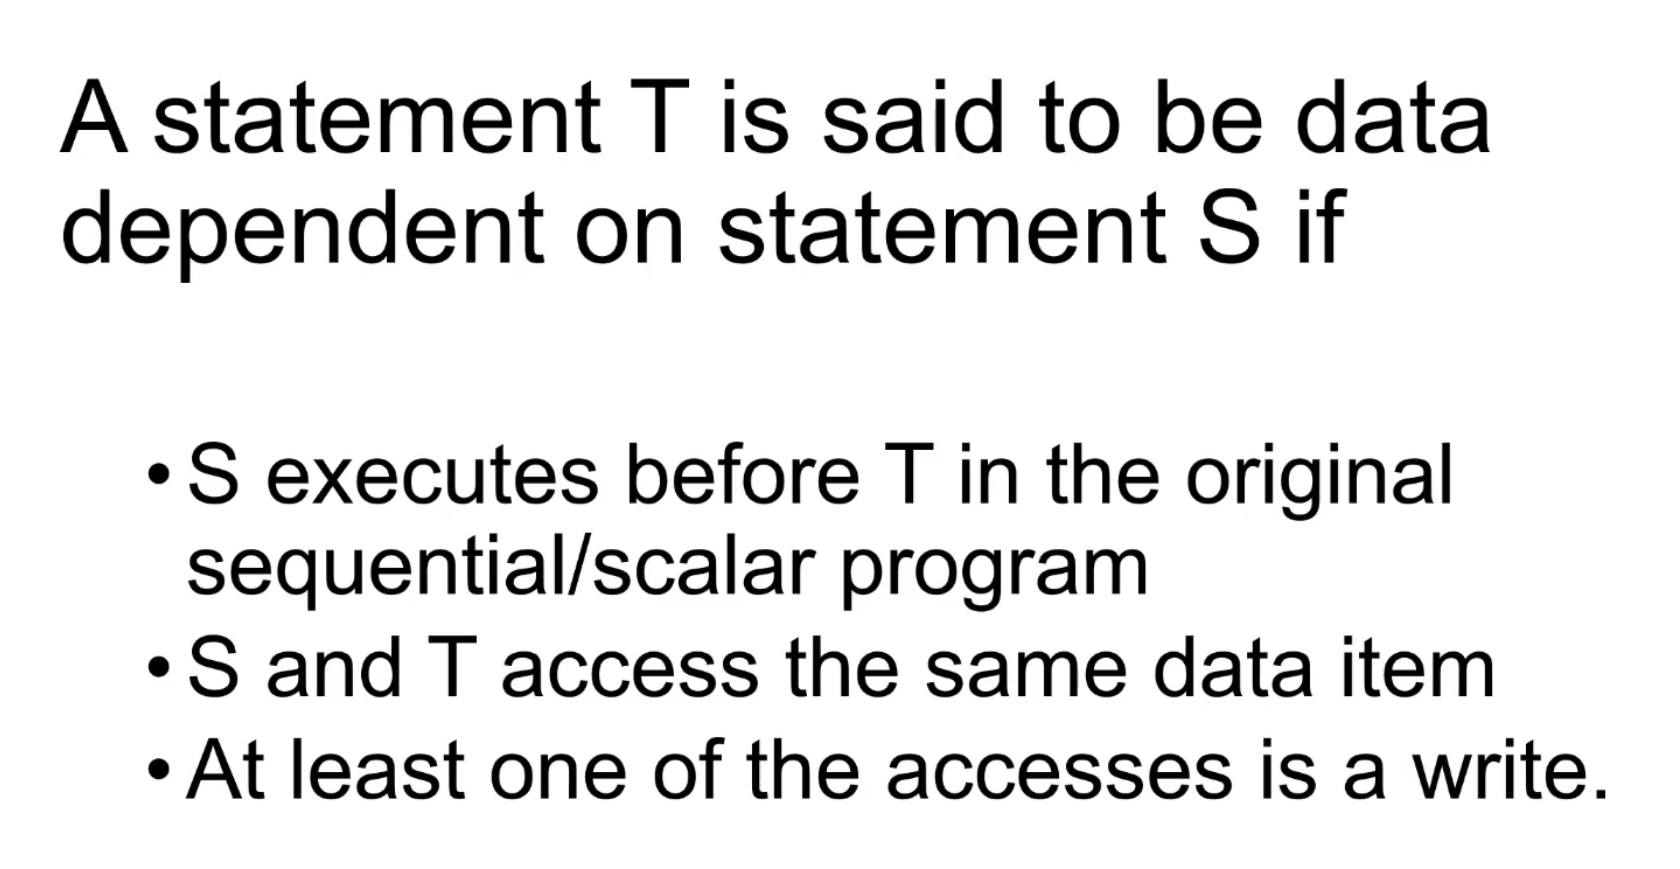 A statement T is said to be data
dependent on statement S if
• S executes before T in the original
sequential/scalar program
• S and T access the same data item
• At least one of the accesses is a write.